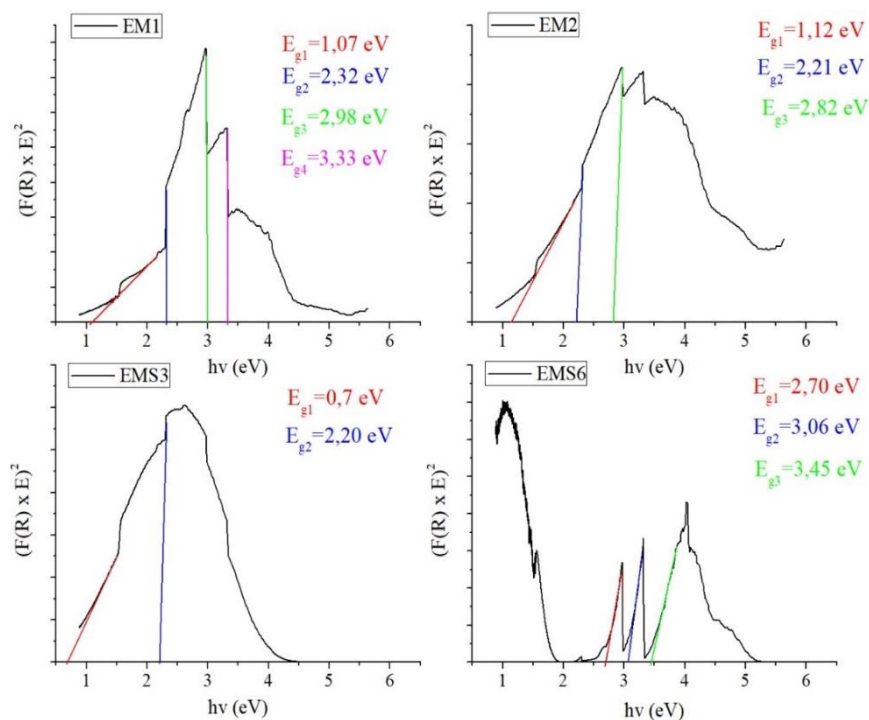 EM1
E_g1=1,07 eV
E_g2=2,32 eV
E_g3=2,98 eV
E_g4=3,33 eV
(F(R) x E)²
1 2 3 4 5 6
hv (eV)
EM2
E_g1=1,12 eV
E_g2=2,21 eV
E_g3=2,82 eV
(F(R) x E)²
1 2 3 4 5 6
hv (eV)
EMS3
E_g1=0,7 eV
E_g2=2,20 eV
(F(R) x E)²
1 2 3 4 5 6
hv (eV)
EMS6
E_g1=2,70 eV
E_g2=3,06 eV
E_g3=3,45 eV
(F(R) x E)²
1 2 3 4 5 6
hv (eV)